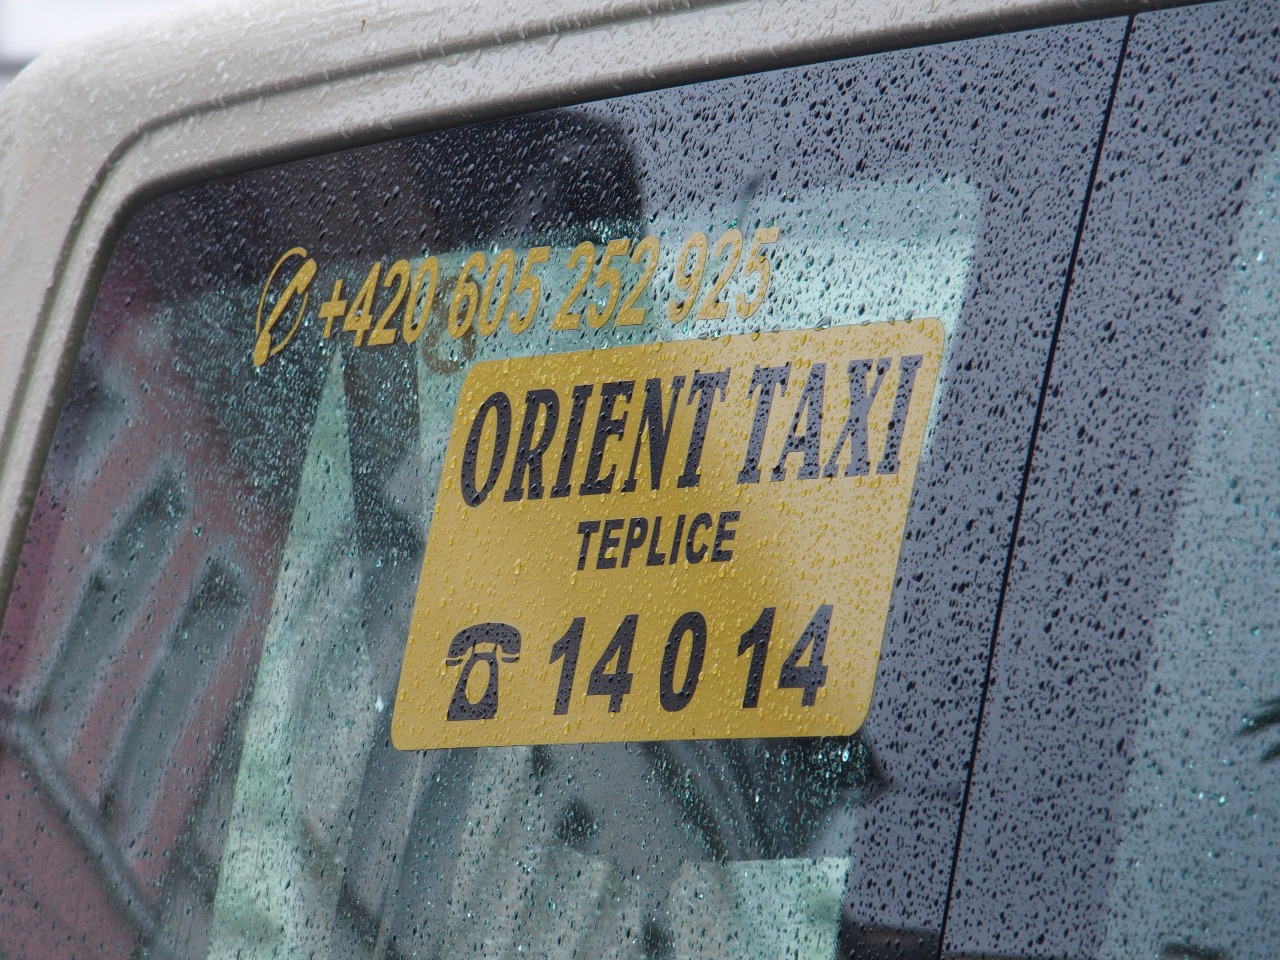 +420 605 252 925
ORIENT TAXI
TEPLICE
14 0 14